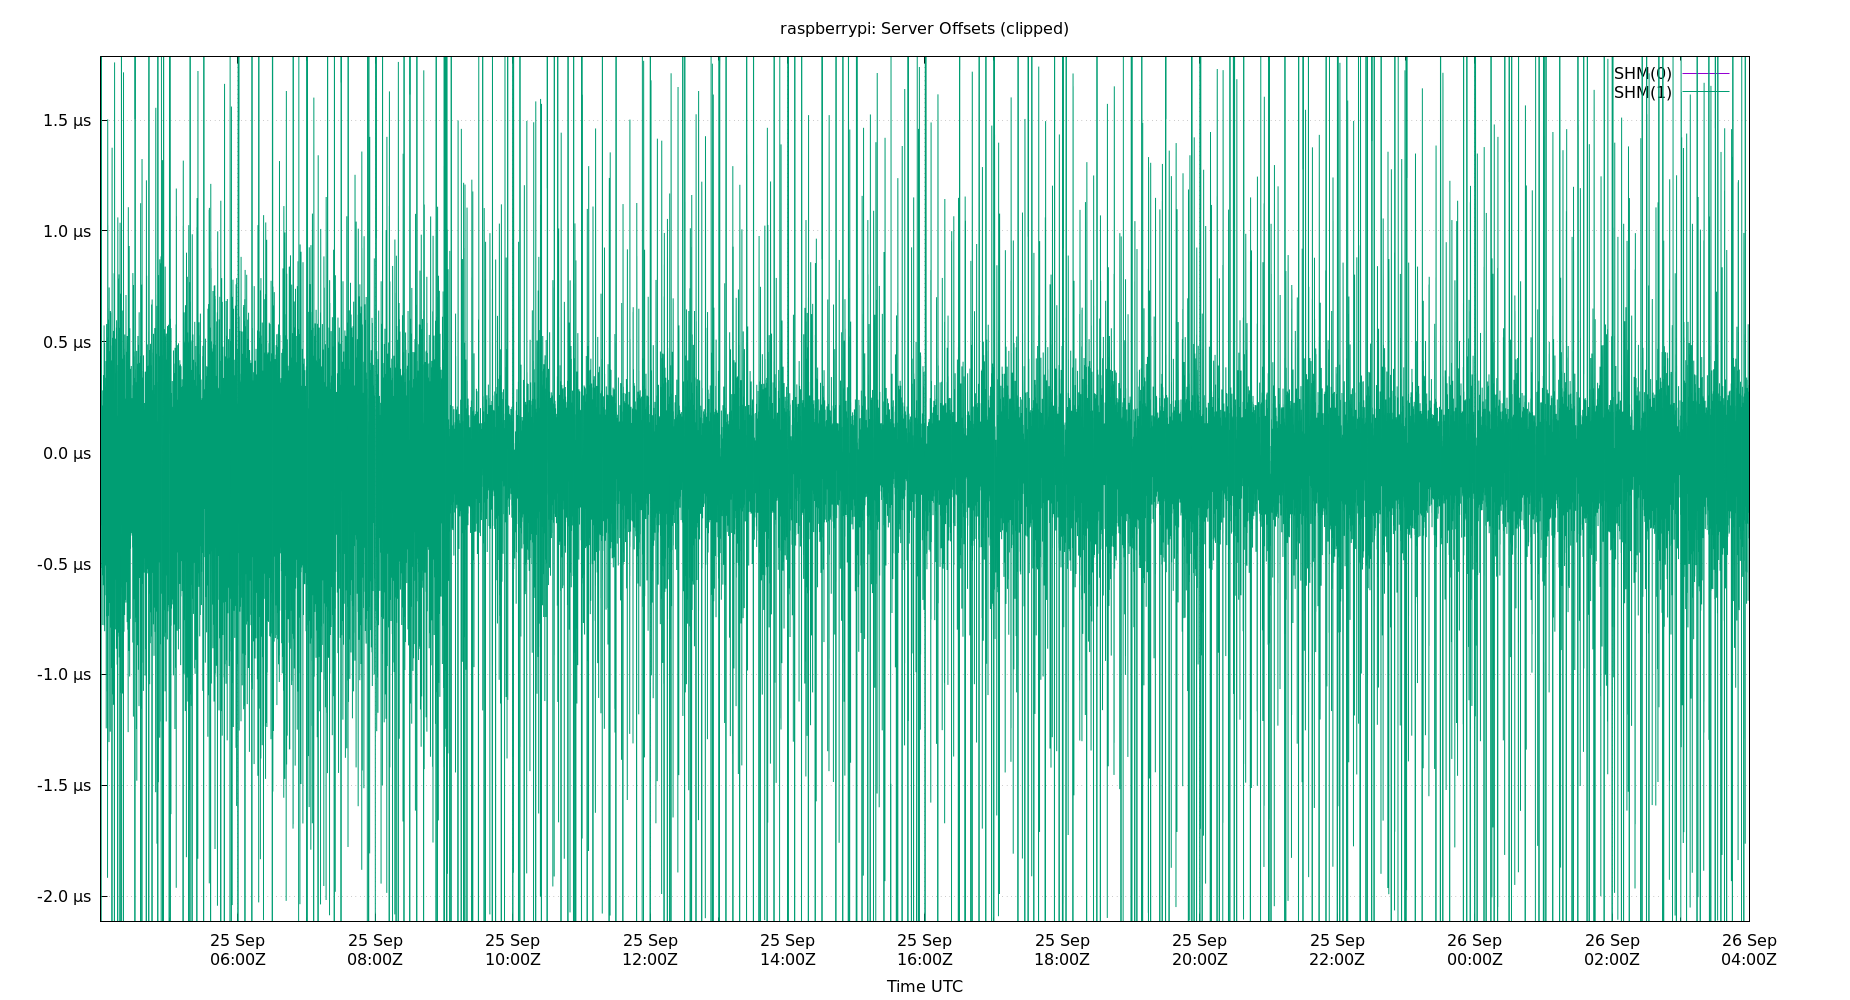 raspberrypi: Server Offsets (clipped)
SHM(0)
SHM(1)
1.5 µs
1.0 µs
0.5 µs
0.0 µs
-0.5 µs
-1.0 µs
-1.5 µs
-2.0 µs
25 Sep 25 Sep 25 Sep 25 Sep 25 Sep 25 Sep 25 Sep 25 Sep 25 Sep 26 Sep 26 Sep 26 Sep
06:00Z 08:00Z 10:00Z 12:00Z 14:00Z 16:00Z 18:00Z 20:00Z 22:00Z 00:00Z 02:00Z 04:00Z
Time UTC